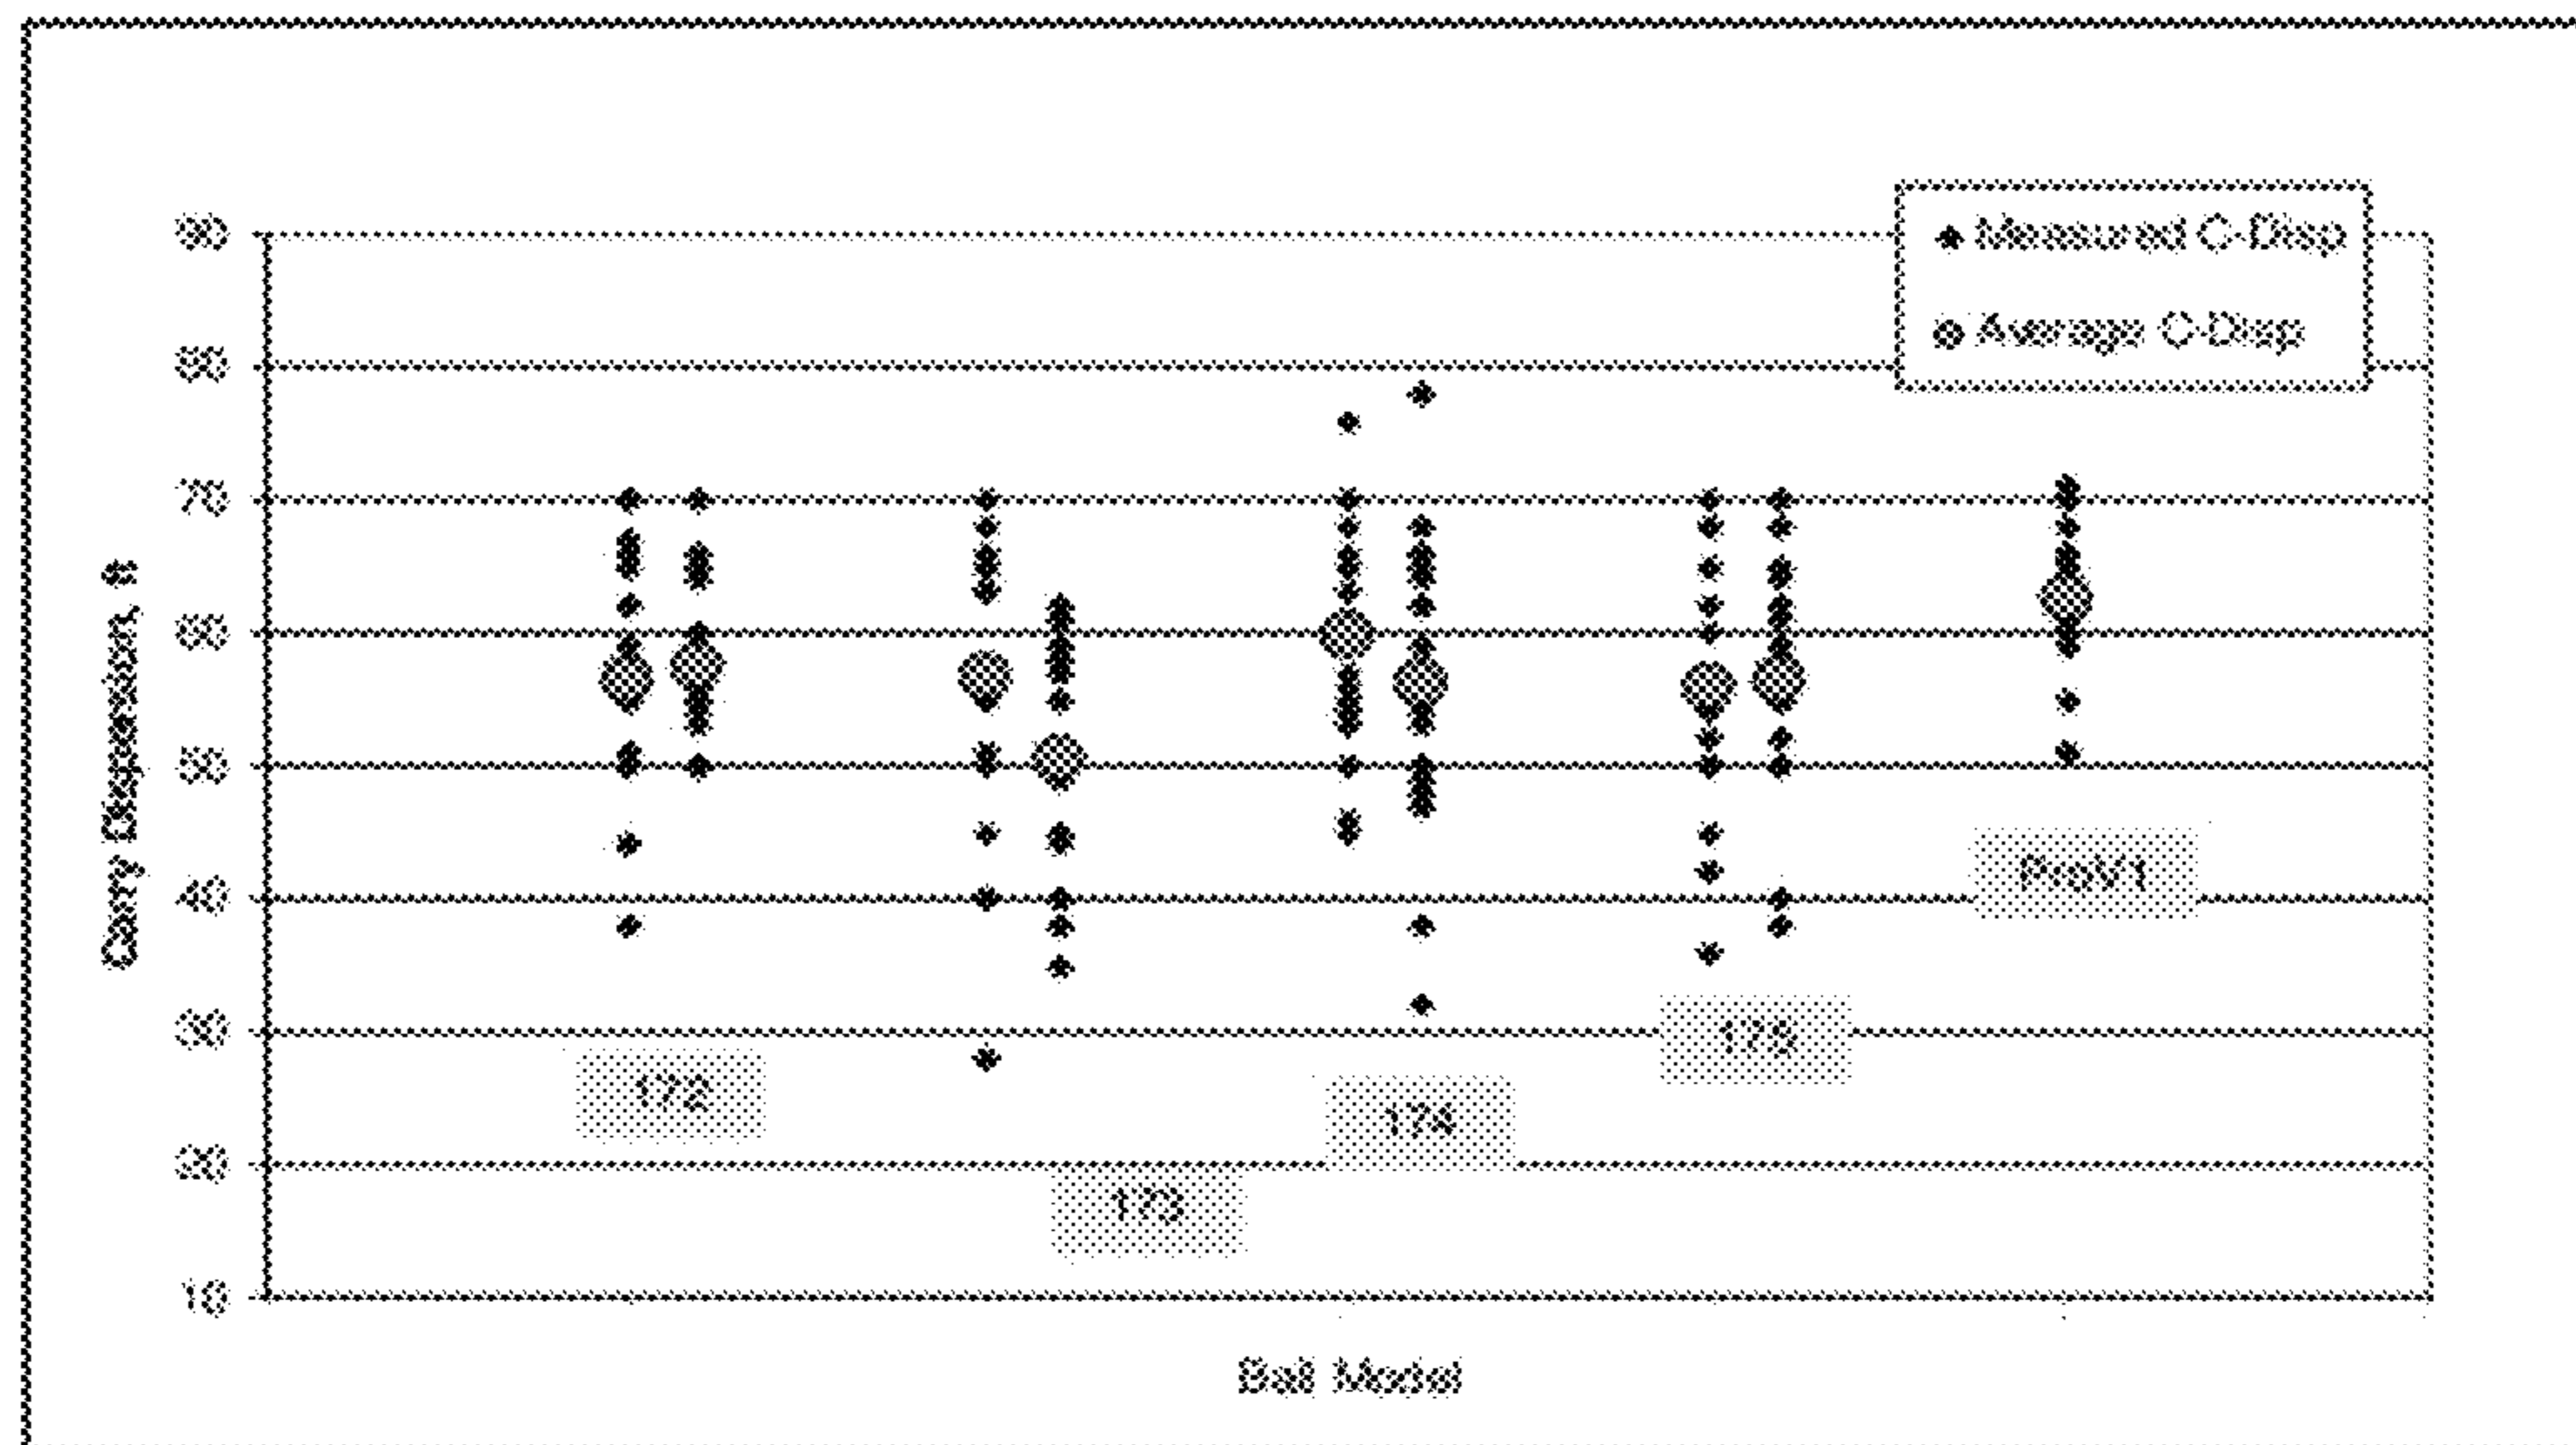 Measured C-Disp
Average C-Disp
90
80
70
60
50
40
30
20
10
Carry Dispersion, ft
172
173
174
175
ProV1
Ball Model